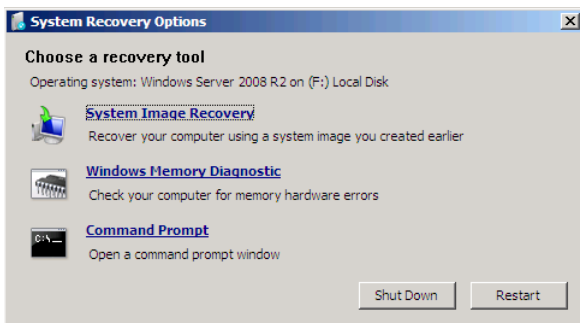 System Recovery Options
Choose a recovery tool
Operating system: Windows Server 2008 R2 on (F:) Local Disk
System Image Recovery
Recover your computer using a system image you created earlier
Windows Memory Diagnostic
Check your computer for memory hardware errors
C:\_
Command Prompt
Open a command prompt window
Shut Down
Restart